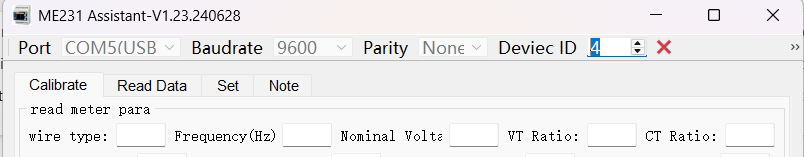 ME231 Assistant-V1.23.240628
Port COM5(USB Baudrate 9600 Parity None Deviec ID 4
Calibrate Read Data Set Note
read meter para
wire type: Frequency(Hz) Nominal Volta VT Ratio: CT Ratio: